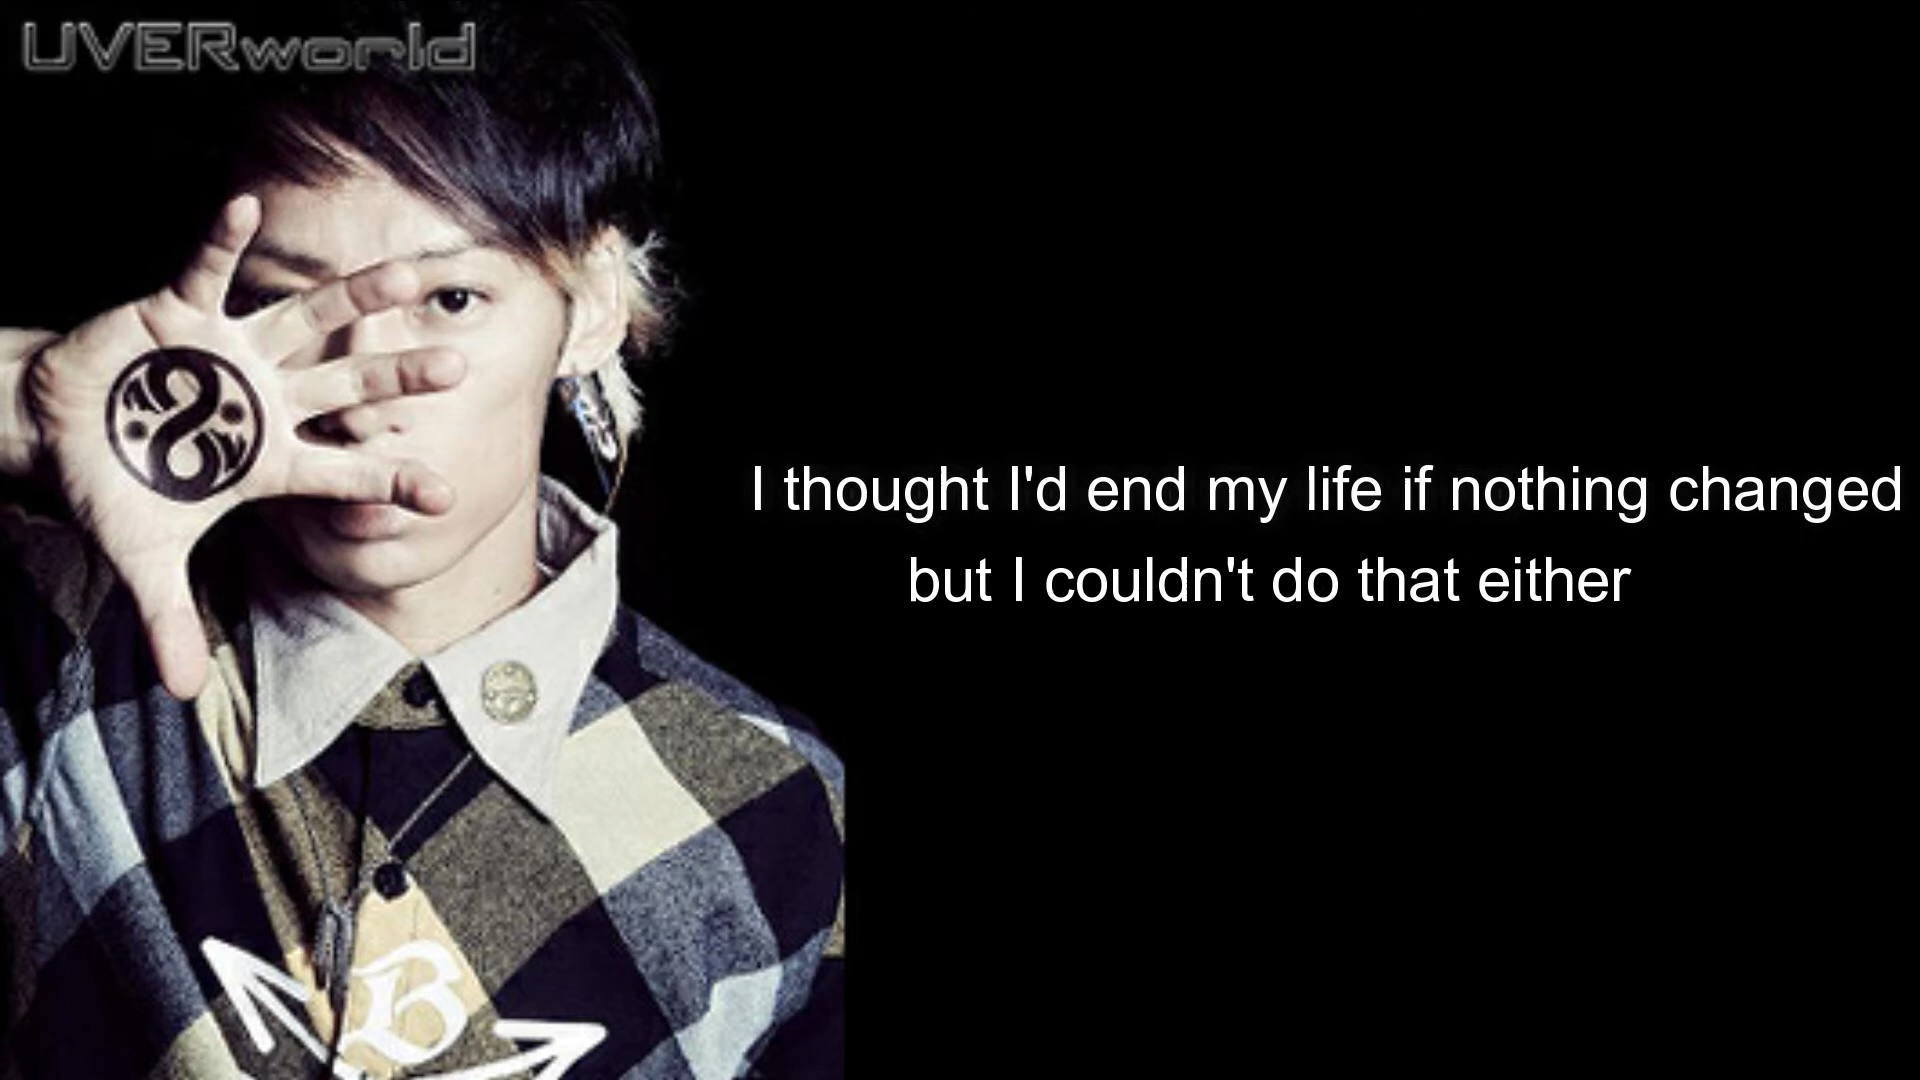 UVERworld
I thought I'd end my life if nothing changed
but I couldn't do that either
B